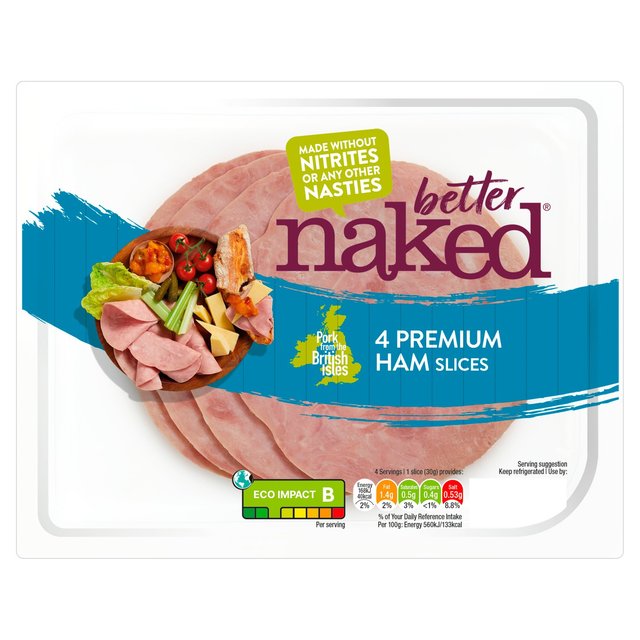 MADE WITHOUT
NITRITES
OR ANY OTHER
NASTIES
better
naked®
Pork
from the
British
Isles
4 PREMIUM
HAM SLICES
Serving suggestion
Keep refrigerated | Use by:
4 Servings | 1 slice (30g) provides:
Energy 168kJ 40kcal 2%
Fat 1.4g 2%
Saturates 0.5g 3%
Sugars 0.4g <1%
Salt 0.53g 8.8%
% of Your Daily Reference Intake
Per 100g: Energy 560kJ/133kcal
ECO IMPACT B
Per serving